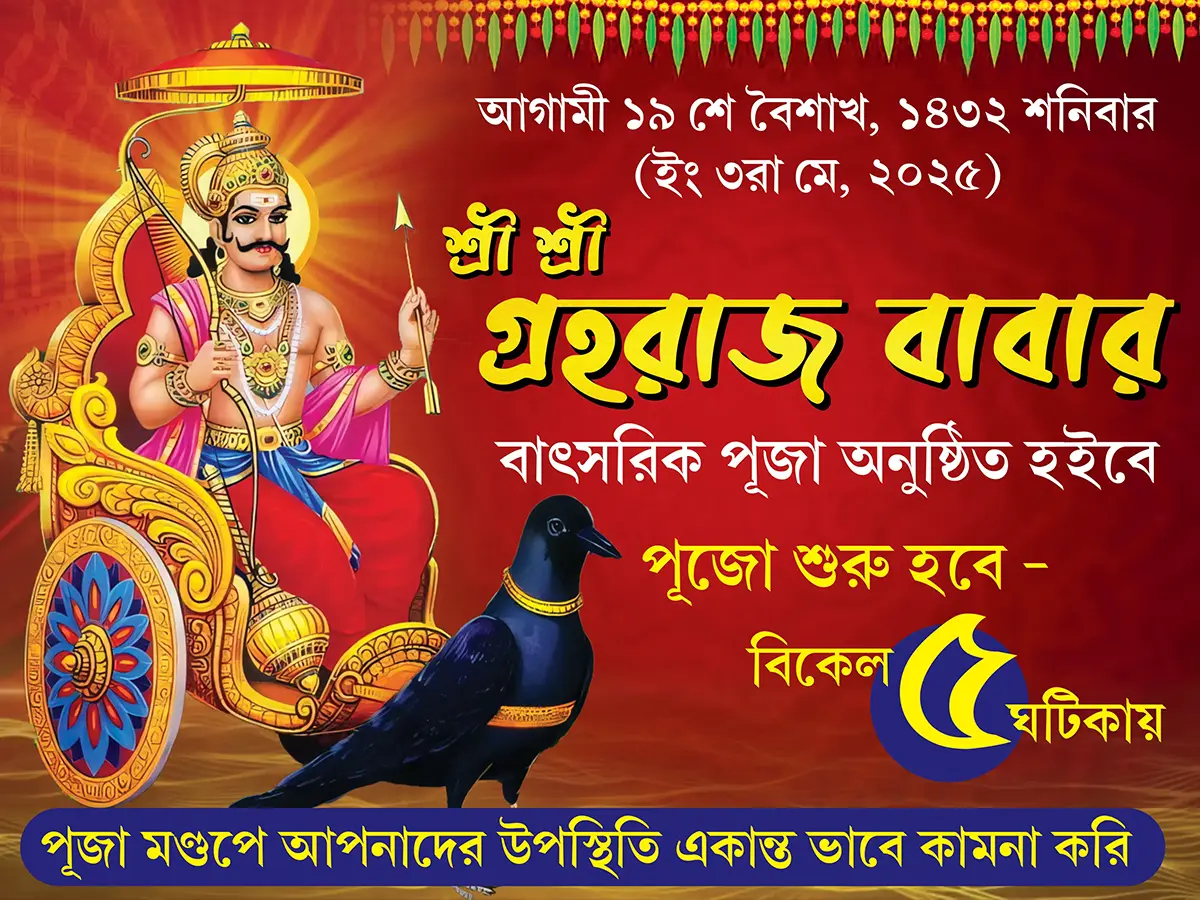 আগামী ১৯ শে বৈশাখ, ১৪৩২ শনিবার
(ইং ৩রা মে, ২০২৫)
শ্রী শ্রী
গ্রহরাজ বাবার
বাৎসরিক পূজা অনুষ্ঠিত হইবে
পূজো শুরু হবে -
বিকেল ৫ ঘটিকায়
পূজা মণ্ডপে আপনাদের উপস্থিতি একান্ত ভাবে কামনা করি